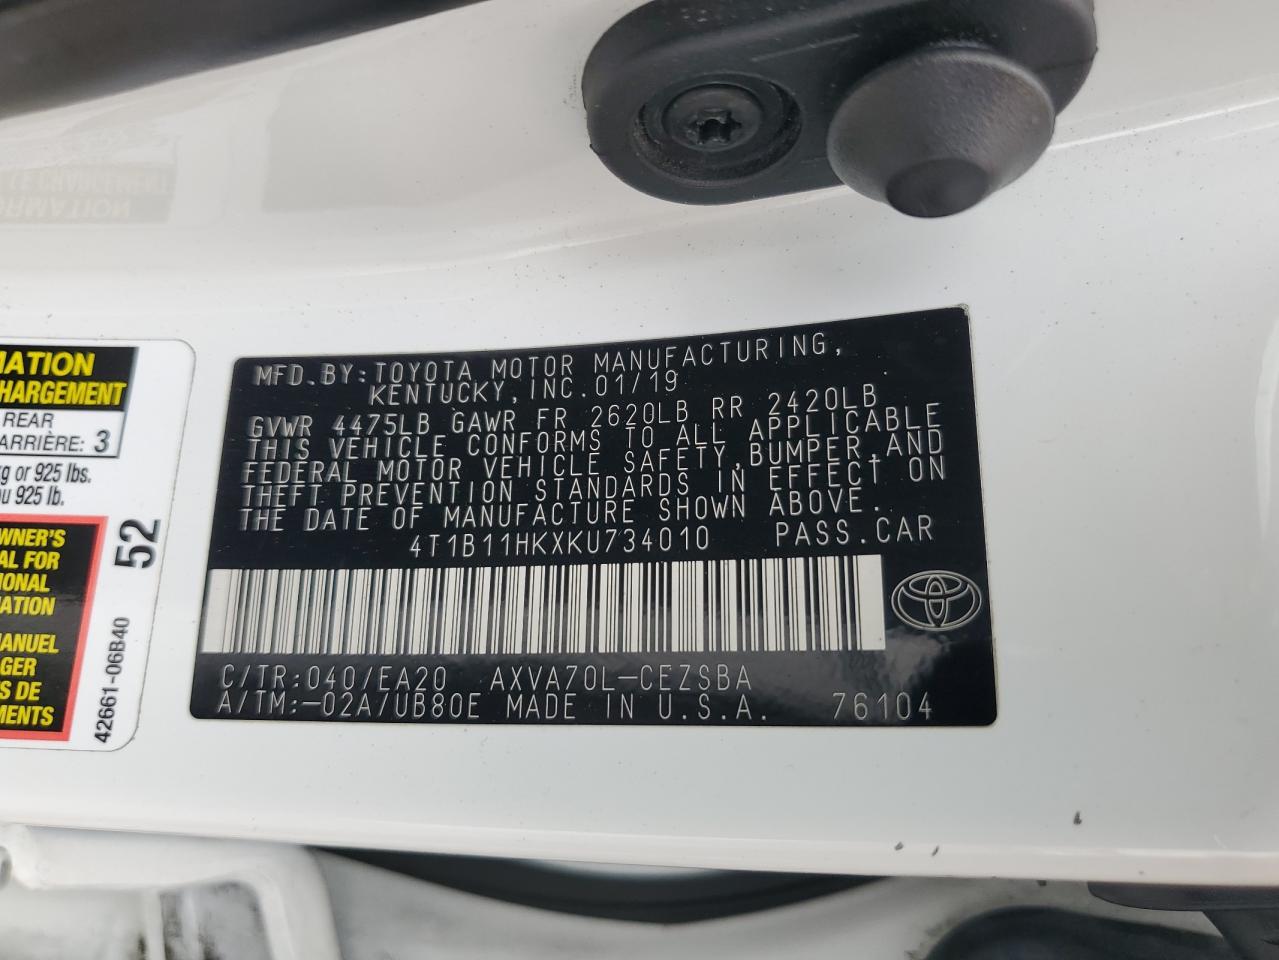 MATION
HARGEMENT
REAR
ARRIÈRE: 3
kg or 925 lbs.
ou 925 lb.
WNER'S
AL FOR
IONAL
MATION
MANUEL
GER
S DE
MENTS
52
42661-06B40
MFD.BY:TOYOTA MOTOR MANUFACTURING,
KENTUCKY,INC.01/19
GVWR 4475LB GAWR FR 2620LB RR 2420LB
THIS VEHICLE CONFORMS TO ALL APPLICABLE
FEDERAL MOTOR VEHICLE SAFETY,BUMPER,AND
THEFT PREVENTION STANDARDS IN EFFECT ON
THE DATE OF MANUFACTURE SHOWN ABOVE.
4T1B11HKXKU734010 PASS.CAR
C/TR:040/EA20 AXVA70L-CEZSBA
A/TM:-02A/UB80E MADE IN U.S.A. 76104